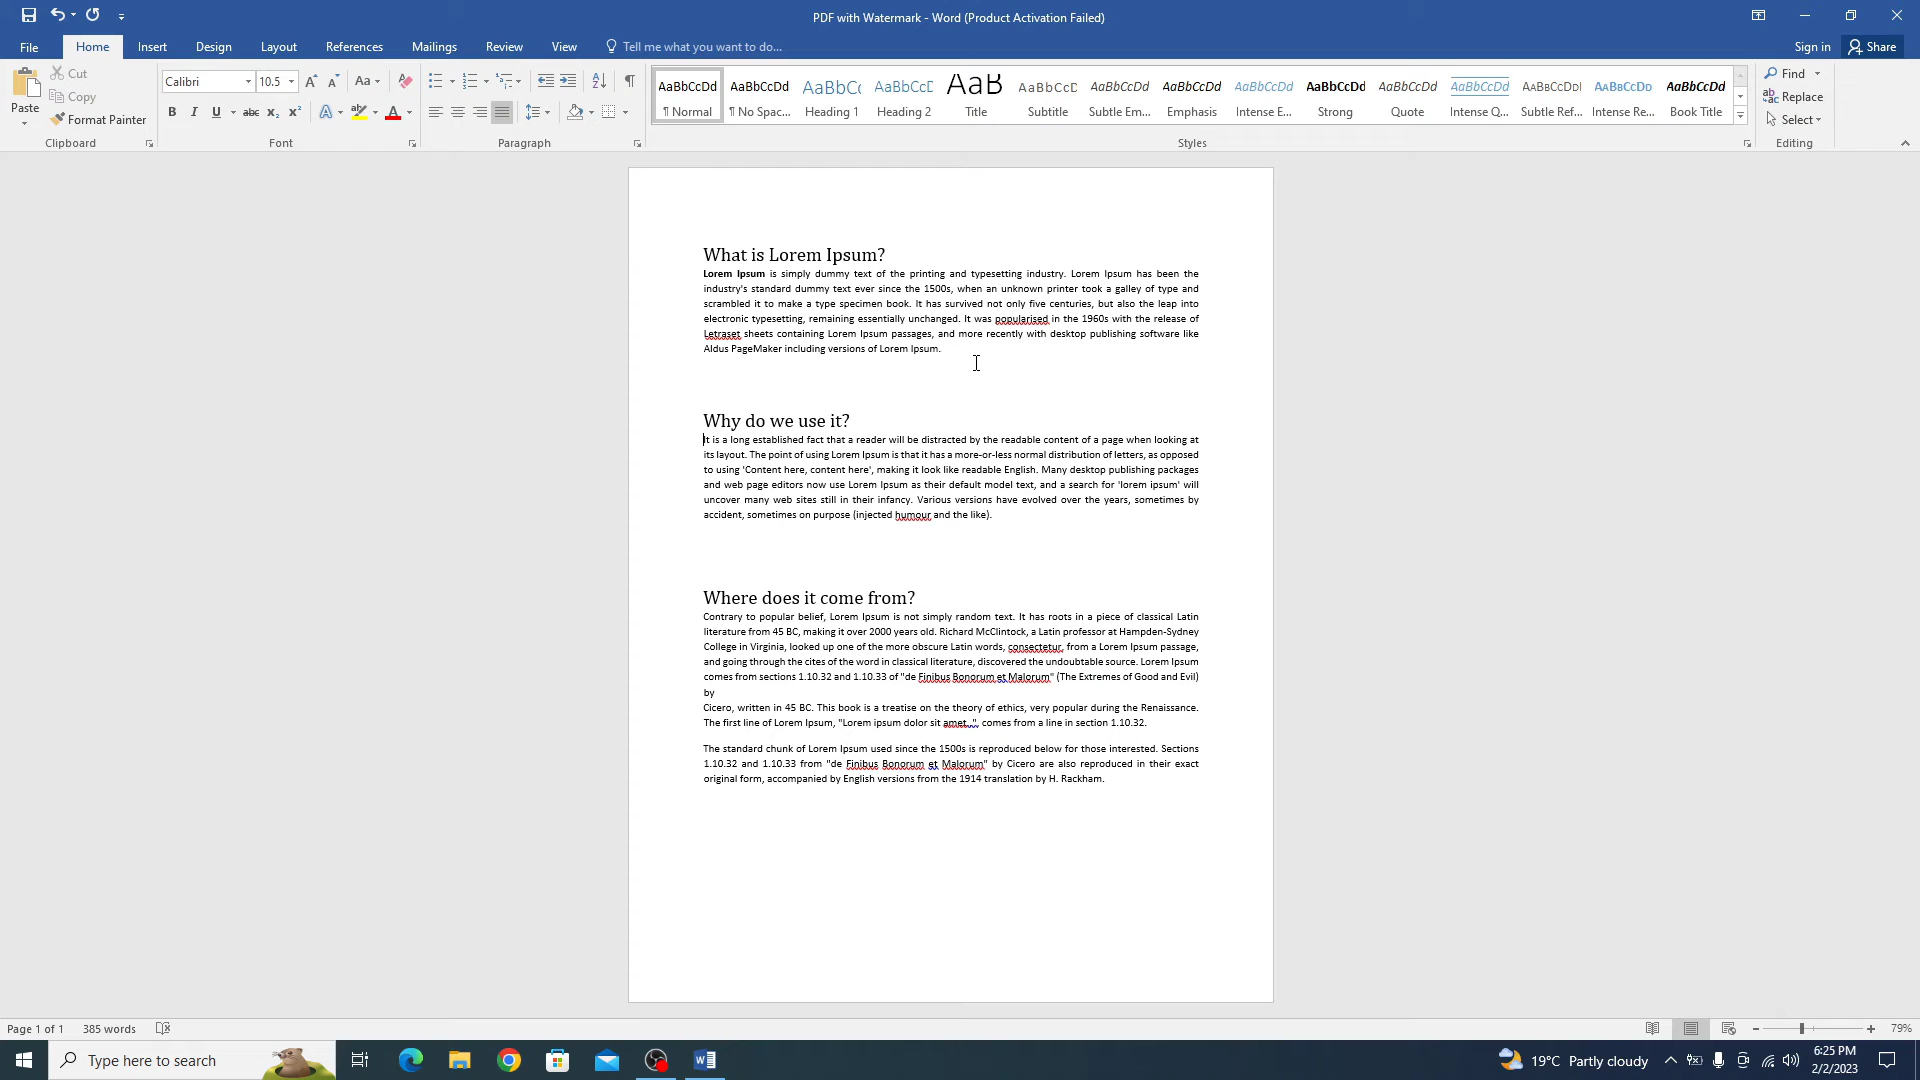 PDF with Watermark - Word (Product Activation Failed)
File Home Insert Design Layout References Mailings Review View Tell me what you want to do... Sign in Share
Paste
Cut
Copy
Format Painter
Clipboard
Calibri 10.5
Font
Paragraph
AaBbCcDd AaBbCcDd AaBbCc AaBbCcE AaB AaBbCcD AaBbCcDd AaBbCcDd AaBbCcDd AaBbCcDd AaBbCcDd AaBbCcDd AaBbCcDd AaBbCcDd AaBbCcDd
¶ Normal ¶ No Spac... Heading 1 Heading 2 Title Subtitle Subtle Em... Emphasis Intense E... Strong Quote Intense Q... Subtle Ref... Intense Re... Book Title
Styles
Find
Replace
Select
Editing
What is Lorem Ipsum?
Lorem Ipsum is simply dummy text of the printing and typesetting industry. Lorem Ipsum has been the
industry's standard dummy text ever since the 1500s, when an unknown printer took a galley of type and
scrambled it to make a type specimen book. It has survived not only five centuries, but also the leap into
electronic typesetting, remaining essentially unchanged. It was popularised in the 1960s with the release of
Letraset sheets containing Lorem Ipsum passages, and more recently with desktop publishing software like
Aldus PageMaker including versions of Lorem Ipsum.
Why do we use it?
It is a long established fact that a reader will be distracted by the readable content of a page when looking at
its layout. The point of using Lorem Ipsum is that it has a more-or-less normal distribution of letters, as opposed
to using 'Content here, content here', making it look like readable English. Many desktop publishing packages
and web page editors now use Lorem Ipsum as their default model text, and a search for 'lorem ipsum' will
uncover many web sites still in their infancy. Various versions have evolved over the years, sometimes by
accident, sometimes on purpose (injected humour and the like).
Where does it come from?
Contrary to popular belief, Lorem Ipsum is not simply random text. It has roots in a piece of classical Latin
literature from 45 BC, making it over 2000 years old. Richard McClintock, a Latin professor at Hampden-Sydney
College in Virginia, looked up one of the more obscure Latin words, consectetur, from a Lorem Ipsum passage,
and going through the cites of the word in classical literature, discovered the undoubtable source. Lorem Ipsum
comes from sections 1.10.32 and 1.10.33 of "de Finibus Bonorum et Malorum" (The Extremes of Good and Evil)
by
Cicero, written in 45 BC. This book is a treatise on the theory of ethics, very popular during the Renaissance.
The first line of Lorem Ipsum, "Lorem ipsum dolor sit amet..", comes from a line in section 1.10.32.
The standard chunk of Lorem Ipsum used since the 1500s is reproduced below for those interested. Sections
1.10.32 and 1.10.33 from "de Finibus Bonorum et Malorum" by Cicero are also reproduced in their exact
original form, accompanied by English versions from the 1914 translation by H. Rackham.
Page 1 of 1 385 words 79%
Type here to search 19°C Partly cloudy 6:25 PM
2/2/2023